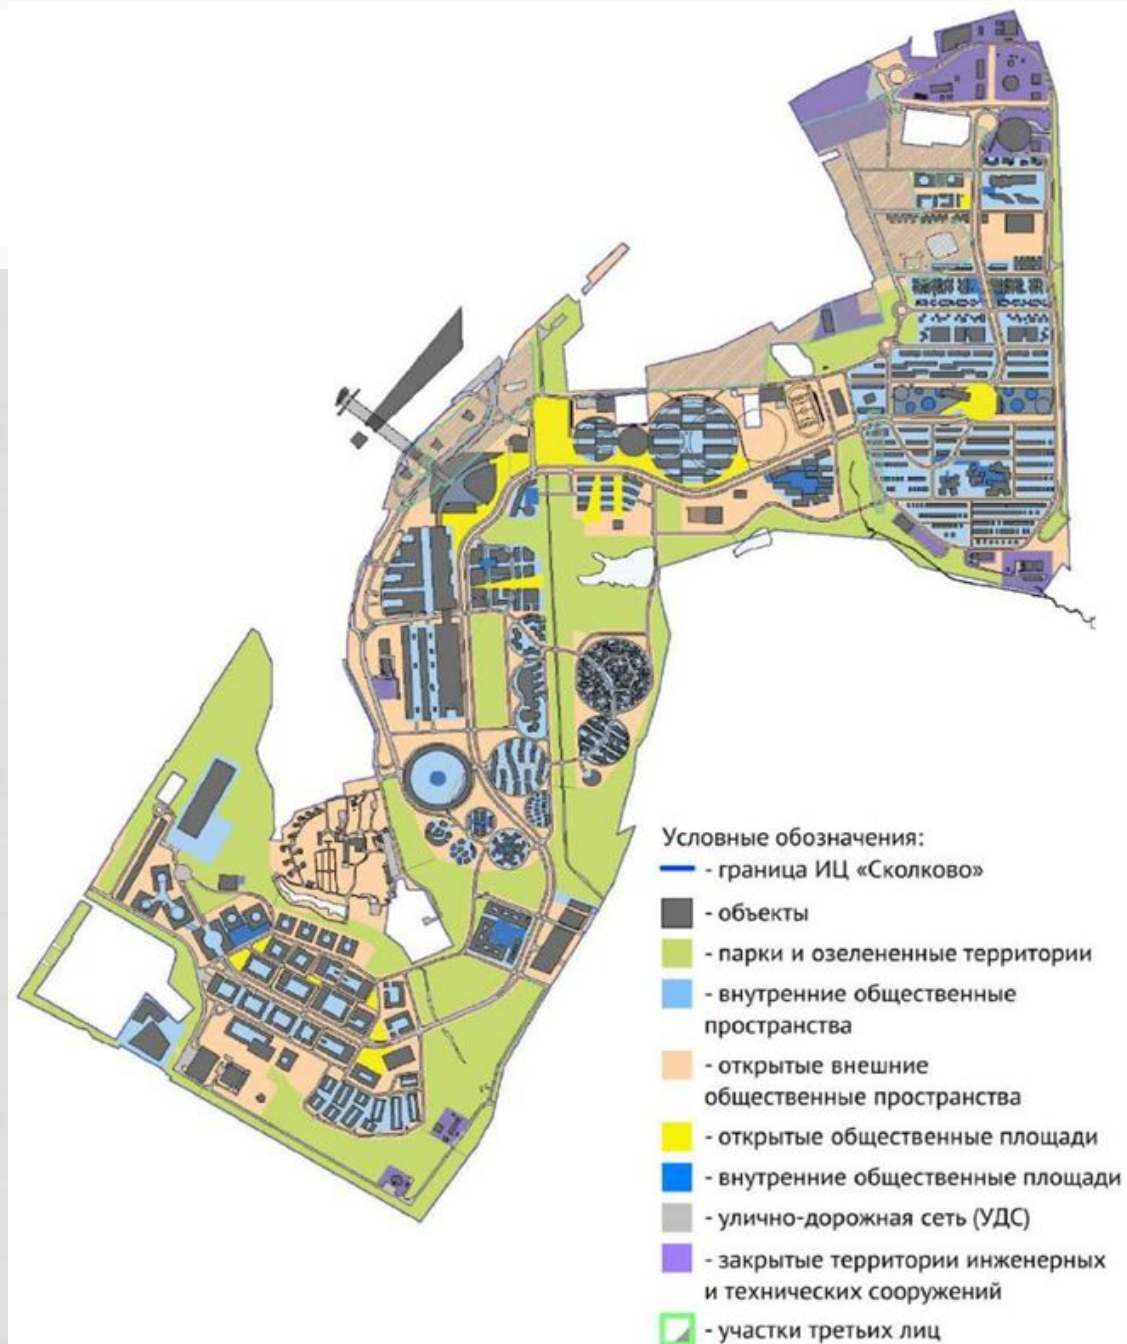 Условные обозначения:
- граница ИЦ «Сколково»
- объекты
- парки и озелененные территории
- внутренние общественные
пространства
- открытые внешние
общественные пространства
- открытые общественные площади
- внутренние общественные площади
- улично-дорожная сеть (УДС)
- закрытые территории инженерных
и технических сооружений
- участки третьих лиц